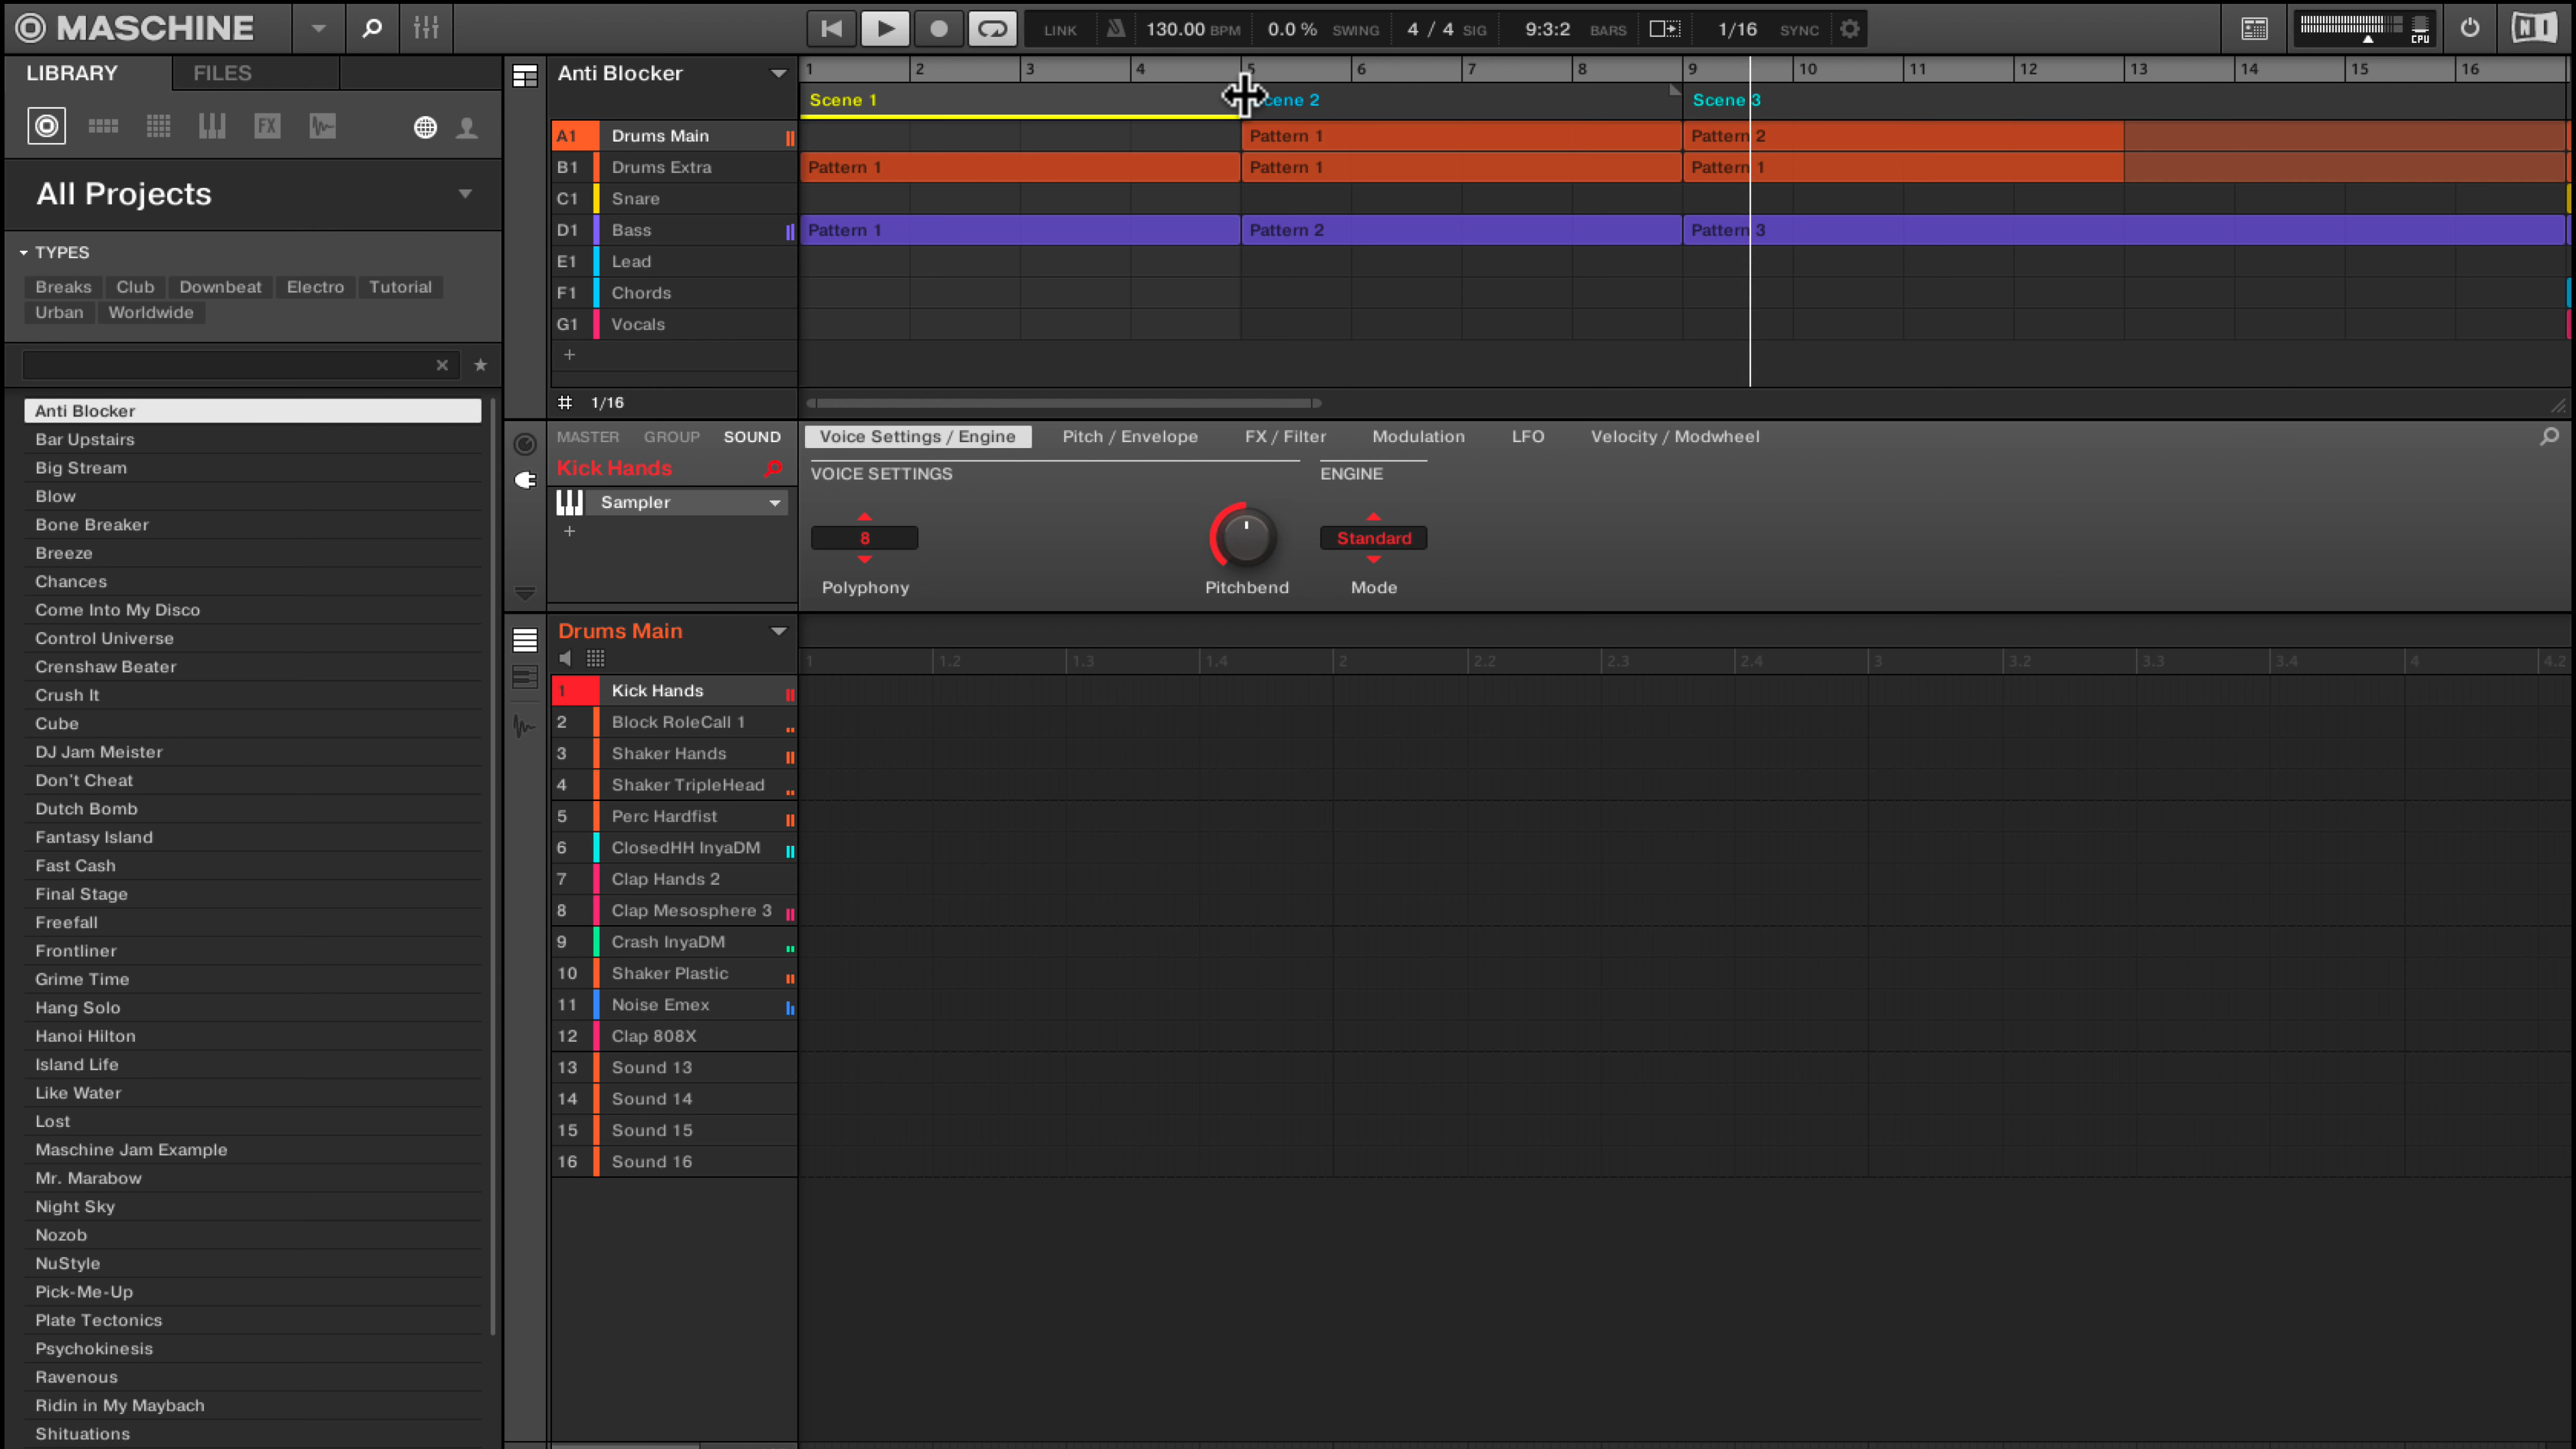 MASCHINE
LINK 130.00 BPM 0.0 % SWING 4 / 4 SIG 9:3:2 BARS 1/16 SYNC CPU NI
LIBRARY FILES
FX
All Projects
TYPES
Breaks Club Downbeat Electro Tutorial
Urban Worldwide
Anti Blocker
Bar Upstairs
Big Stream
Blow
Bone Breaker
Breeze
Chances
Come Into My Disco
Control Universe
Crenshaw Beater
Crush It
Cube
DJ Jam Meister
Don't Cheat
Dutch Bomb
Fantasy Island
Fast Cash
Final Stage
Freefall
Frontliner
Grime Time
Hang Solo
Hanoi Hilton
Island Life
Like Water
Lost
Maschine Jam Example
Mr. Marabow
Night Sky
Nozob
NuStyle
Pick-Me-Up
Plate Tectonics
Psychokinesis
Ravenous
Ridin in My Maybach
Shituations
Anti Blocker
1 2 3 4 5 6 7 8 9 10 11 12 13 14 15 16
Scene 1 cene 2 Scene 3
A1 Drums Main Pattern 1 Pattern 2
B1 Drums Extra Pattern 1 Pattern 1 Pattern 1
C1 Snare
D1 Bass Pattern 1 Pattern 2 Pattern 3
E1 Lead
F1 Chords
G1 Vocals
+
1/16
MASTER GROUP SOUND
Voice Settings / Engine Pitch / Envelope FX / Filter Modulation LFO Velocity / Modwheel
Kick Hands
VOICE SETTINGS ENGINE
Sampler
+
8 Standard
Polyphony Pitchbend Mode
Drums Main
1 1.2 1.3 1.4 2 2.2 2.3 2.4 3 3.2 3.3 3.4 4 4.2
1 Kick Hands
2 Block RoleCall 1
3 Shaker Hands
4 Shaker TripleHead
5 Perc Hardfist
6 ClosedHH InyaDM
7 Clap Hands 2
8 Clap Mesosphere 3
9 Crash InyaDM
10 Shaker Plastic
11 Noise Emex
12 Clap 808X
13 Sound 13
14 Sound 14
15 Sound 15
16 Sound 16